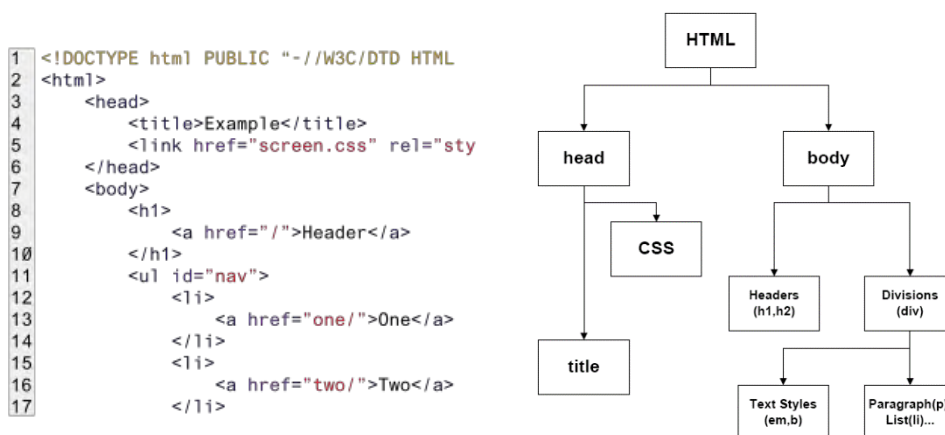 1 <!DOCTYPE html PUBLIC "-//W3C/DTD HTML
2 <html>
3 <head>
4 <title>Example</title>
5 <link href="screen.css" rel="sty
6 </head>
7 <body>
8 <h1>
9 <a href="/">Header</a>
10 </h1>
11 <ul id="nav">
12 <li>
13 <a href="one/">One</a>
14 </li>
15 <li>
16 <a href="two/">Two</a>
17 </li>
HTML
head
body
CSS
Headers
(h1,h2)
Divisions
(div)
title
Text Styles
(em,b)
Paragraph(p)
List(li)...